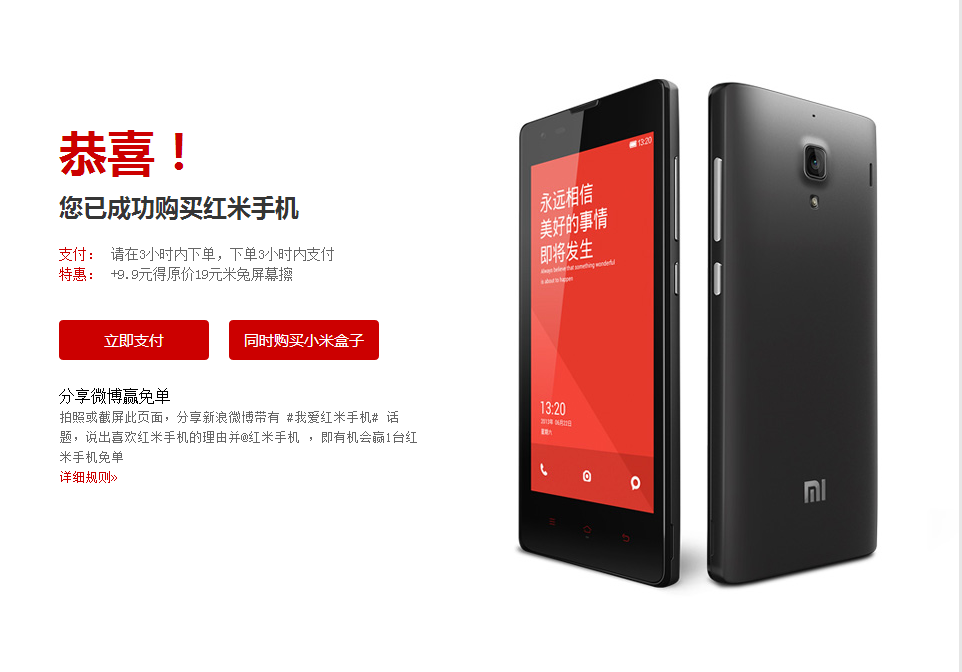 恭喜！
您已成功购买红米手机
支付： 请在3小时内下单，下单3小时内支付
特惠： +9.9元得原价19元米兔屏幕擦
立即支付 同时购买小米盒子
分享微博赢免单
拍照或截屏此页面，分享新浪微博带有 #我爱红米手机# 话
题，说出喜欢红米手机的理由并@红米手机 ，即有机会赢1台红
米手机免单
详细规则»
13:20
永远相信
美好的事情
即将发生
always believe that something wonderful
is about to happen
13:20
MI